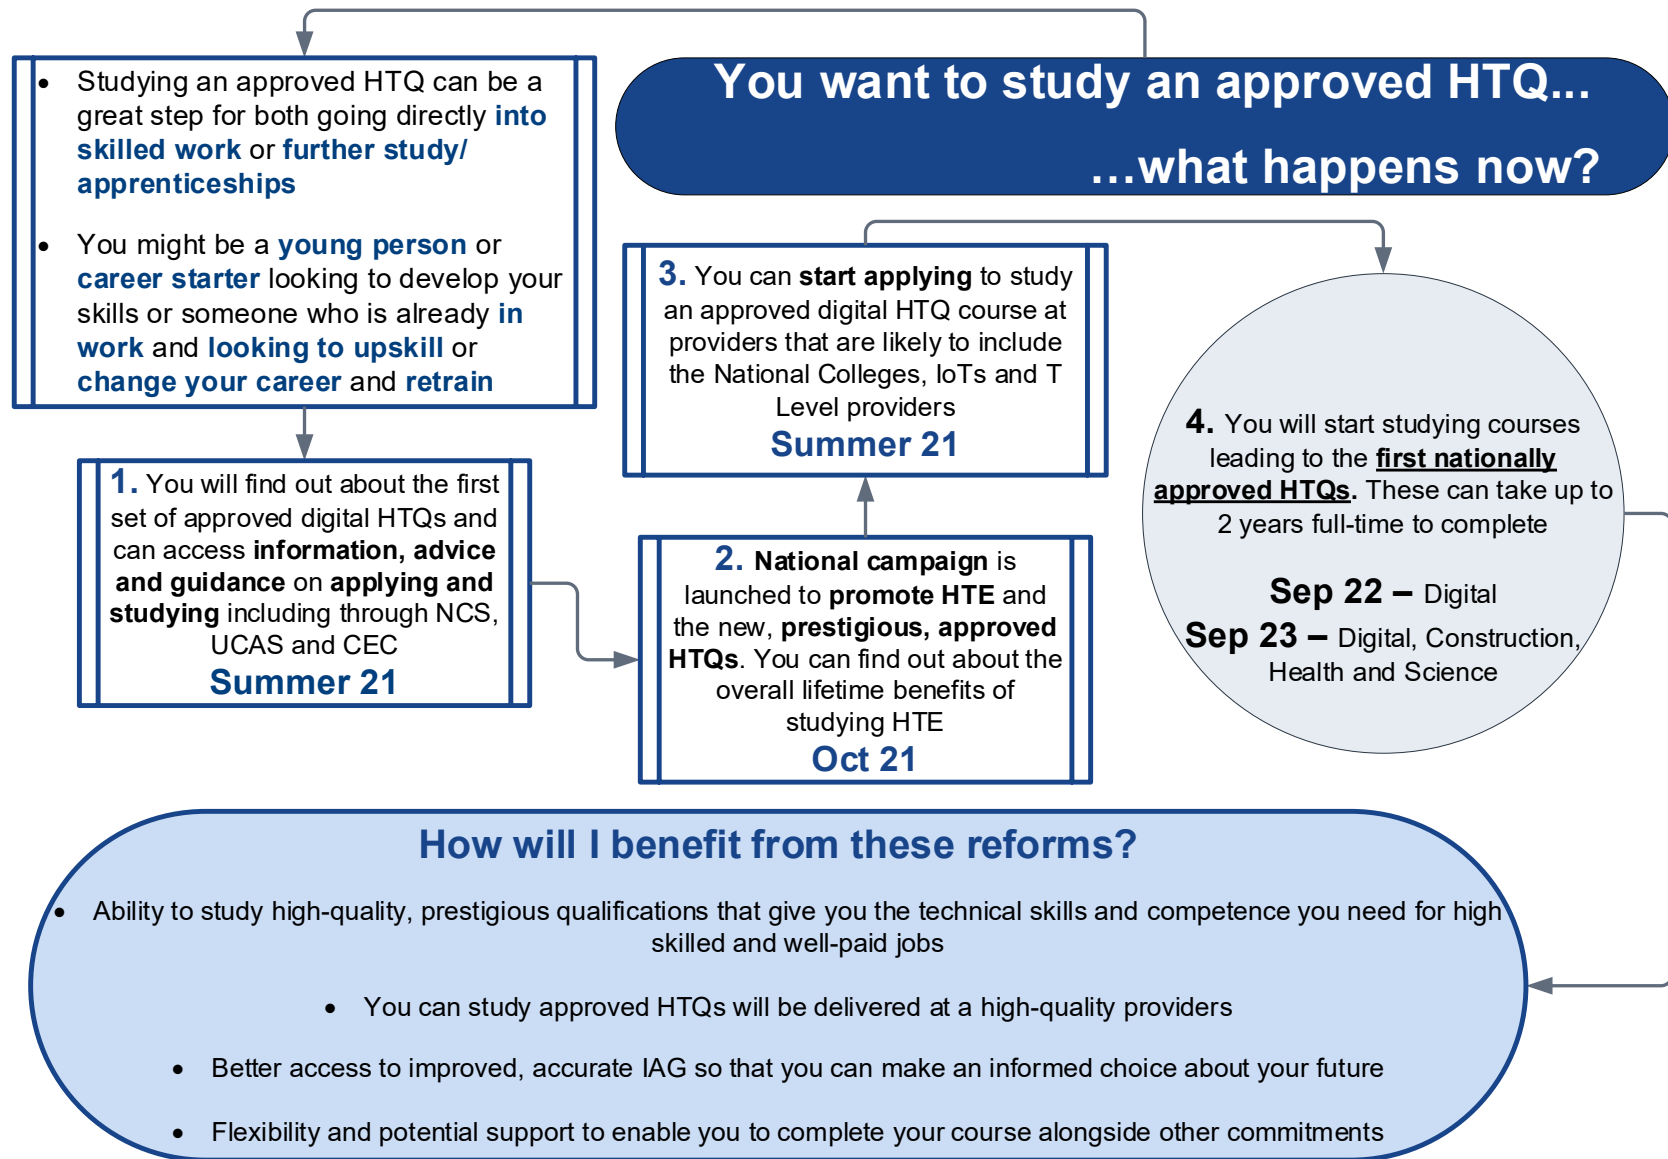 You want to study an approved HTQ...
...what happens now?
• Studying an approved HTQ can be a
great step for both going directly into
skilled work or further study/
apprenticeships
• You might be a young person or
career starter looking to develop your
skills or someone who is already in
work and looking to upskill or
change your career and retrain
1. You will find out about the first
set of approved digital HTQs and
can access information, advice
and guidance on applying and
studying including through NCS,
UCAS and CEC
Summer 21
2. National campaign is
launched to promote HTE and
the new, prestigious, approved
HTQs. You can find out about the
overall lifetime benefits of
studying HTE
Oct 21
3. You can start applying to study
an approved digital HTQ course at
providers that are likely to include
the National Colleges, IoTs and T
Level providers
Summer 21
4. You will start studying courses
leading to the first nationally
approved HTQs. These can take up to
2 years full-time to complete
Sep 22 – Digital
Sep 23 – Digital, Construction,
Health and Science
How will I benefit from these reforms?
• Ability to study high-quality, prestigious qualifications that give you the technical skills and competence you need for high
skilled and well-paid jobs
• You can study approved HTQs will be delivered at a high-quality providers
• Better access to improved, accurate IAG so that you can make an informed choice about your future
• Flexibility and potential support to enable you to complete your course alongside other commitments